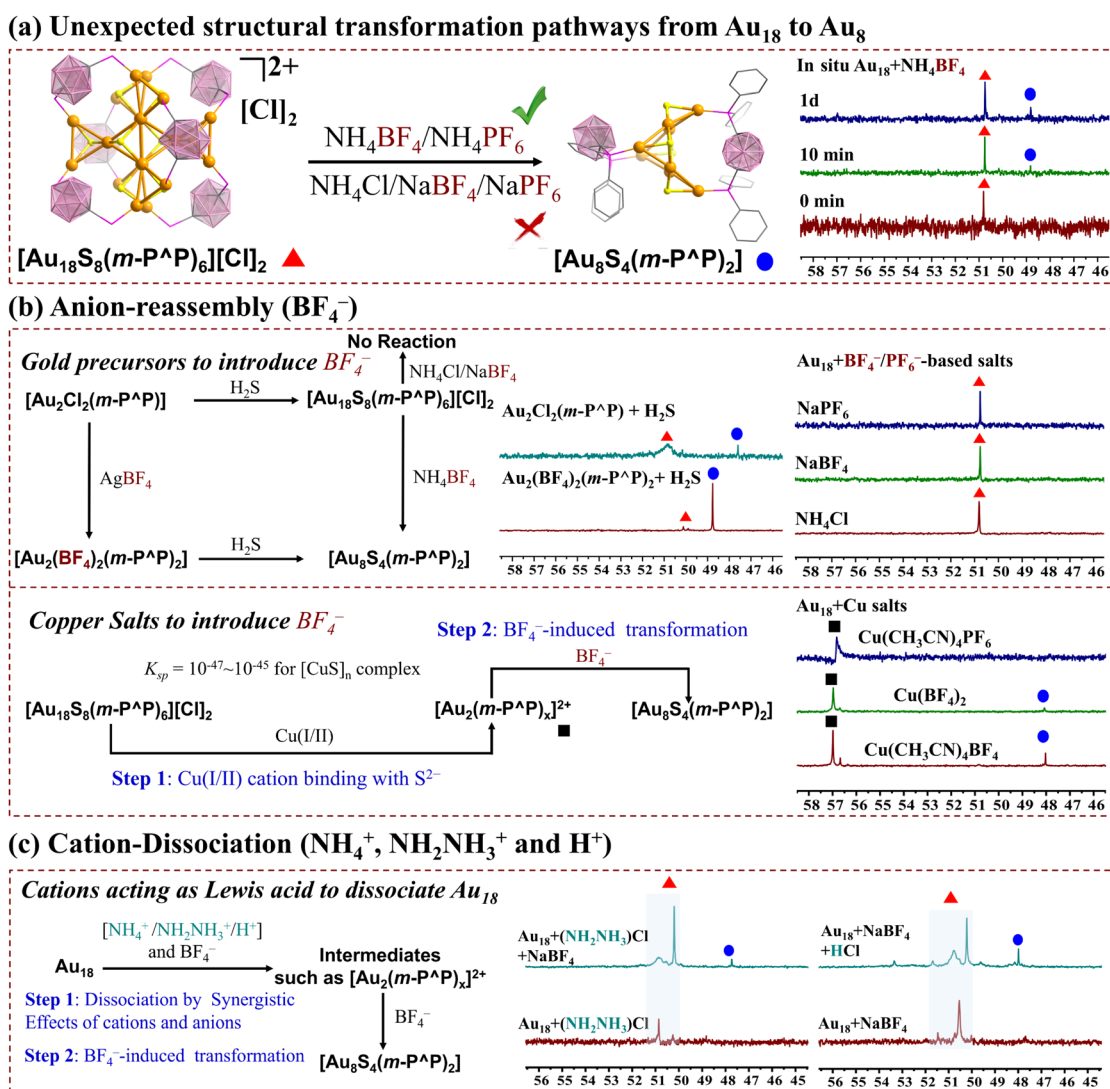 (a) Unexpected structural transformation pathways from Au18 to Au8
2+
[Cl]2
NH4BF4/NH4PF6
NH4Cl/NaBF4/NaPF6
[Au18S8(m-P^P)6][Cl]2
[Au8S4(m-P^P)2]
In situ Au18+NH4BF4
1d
10 min
0 min
58 57 56 55 54 53 52 51 50 49 48 47 46
(b) Anion-reassembly (BF4⁻)
Gold precursors to introduce BF4⁻
No Reaction
NH4Cl/NaBF4
[Au2Cl2(m-P^P)]
H2S
[Au18S8(m-P^P)6][Cl]2
AgBF4
NH4BF4
[Au2(BF4)2(m-P^P)2]
H2S
[Au8S4(m-P^P)2]
Au2Cl2(m-P^P) + H2S
Au2(BF4)2(m-P^P)2+ H2S
58 57 56 55 54 53 52 51 50 49 48 47 46
Au18+BF4⁻/PF6⁻-based salts
NaPF6
NaBF4
NH4Cl
58 57 56 55 54 53 52 51 50 49 48 47 46
Copper Salts to introduce BF4⁻
Step 2: BF4⁻-induced transformation
Ksp = 10⁻⁴⁷~10⁻⁴⁵ for [CuS]n complex
BF4⁻
[Au18S8(m-P^P)6][Cl]2
[Au2(m-P^P)x]²⁺
[Au8S4(m-P^P)2]
Cu(I/II)
Step 1: Cu(I/II) cation binding with S²⁻
Au18+Cu salts
Cu(CH3CN)4PF6
Cu(BF4)2
Cu(CH3CN)4BF4
58 57 56 55 54 53 52 51 50 49 48 47 46
(c) Cation-Dissociation (NH4⁺, NH2NH3⁺ and H⁺)
Cations acting as Lewis acid to dissociate Au18
[NH4⁺/NH2NH3⁺/H⁺]
and BF4⁻
Au18
Intermediates
such as [Au2(m-P^P)x]²⁺
Step 1: Dissociation by Synergistic
Effects of cations and anions
BF4⁻
Step 2: BF4⁻-induced transformation
[Au8S4(m-P^P)2]
Au18+(NH2NH3)Cl
+NaBF4
Au18+(NH2NH3)Cl
56 55 54 53 52 51 50 49 48 47 46 45
Au18+NaBF4
+HCl
Au18+NaBF4
56 55 54 53 52 51 50 49 48 47 46 45